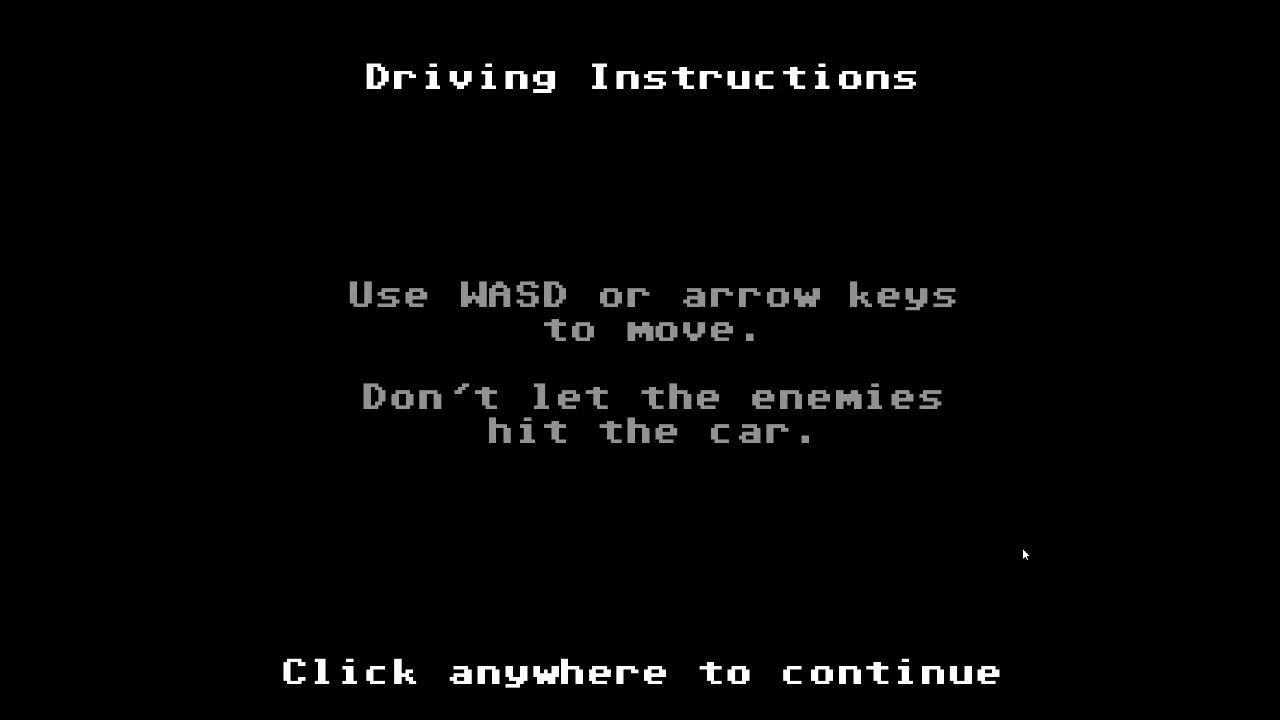 Driving Instructions
Use WASD or arrow keys
to move.
Don't let the enemies
hit the car.
Click anywhere to continue